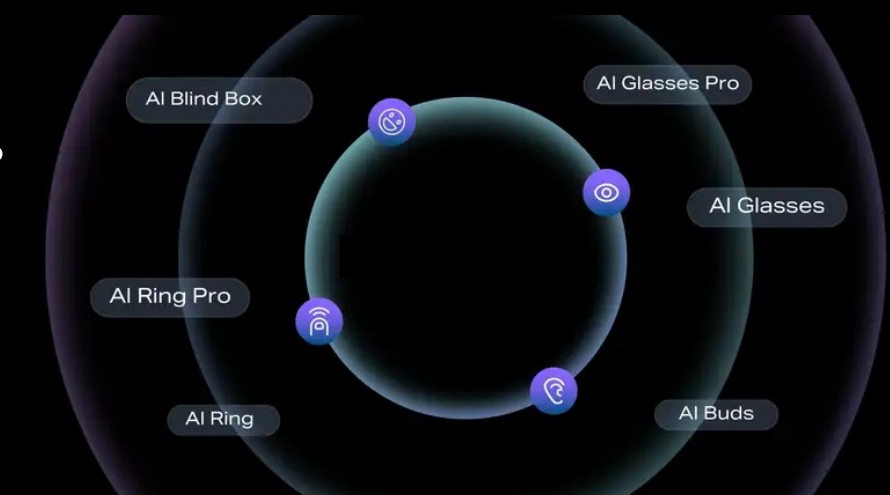 AI Glasses Pro
AI Blind Box
AI Glasses
AI Ring Pro
AI Buds
AI Ring